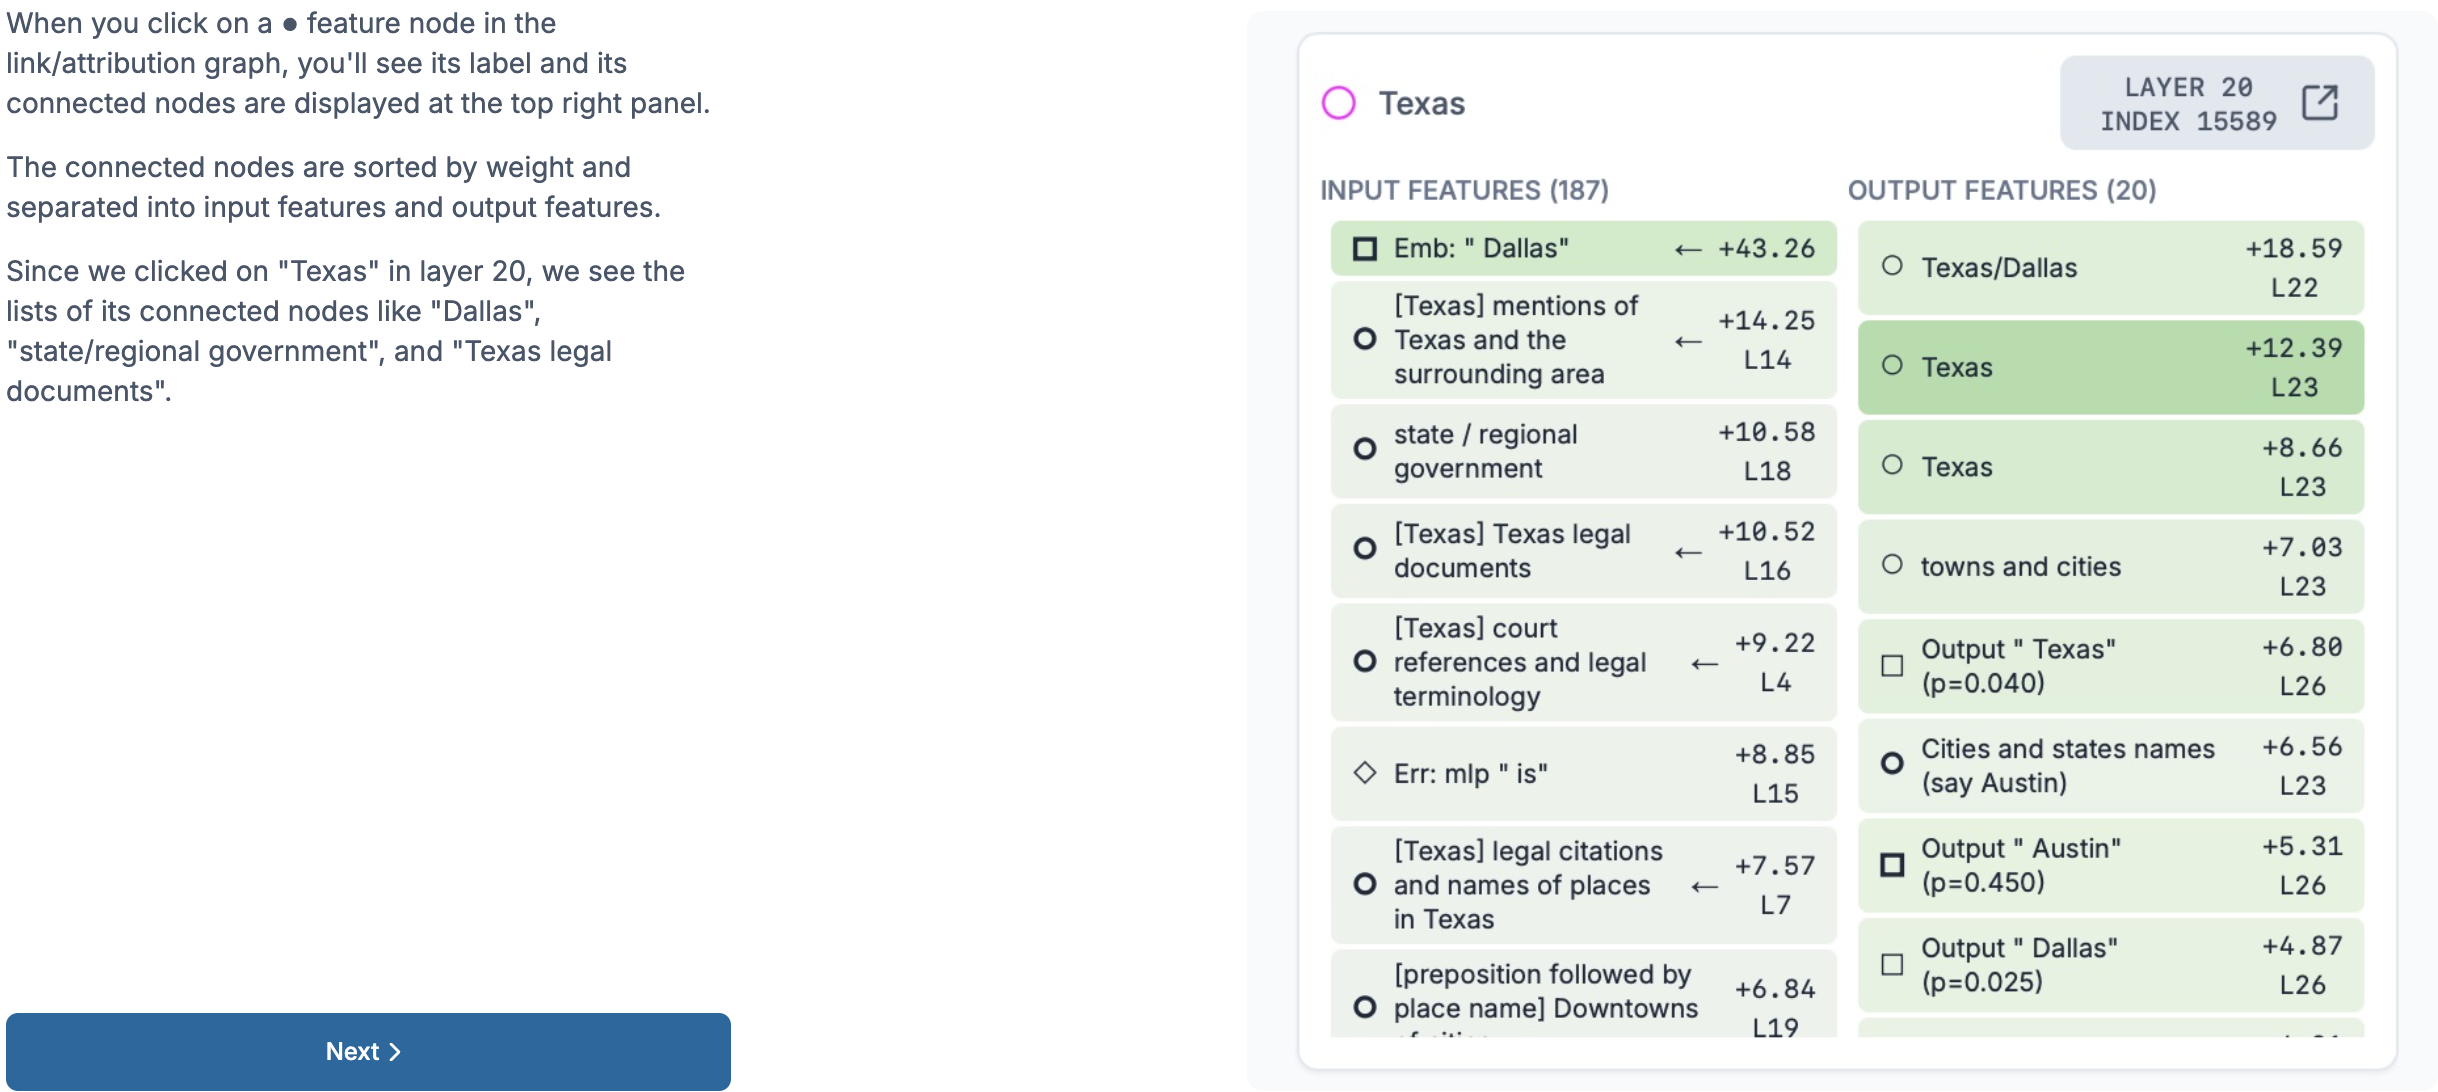 When you click on a ● feature node in the
link/attribution graph, you'll see its label and its
connected nodes are displayed at the top right panel.
The connected nodes are sorted by weight and
separated into input features and output features.
Since we clicked on "Texas" in layer 20, we see the
lists of its connected nodes like "Dallas",
"state/regional government", and "Texas legal
documents".
Next
Texas
LAYER 20
INDEX 15589
INPUT FEATURES (187)
Emb: " Dallas" ← +43.26
[Texas] mentions of
Texas and the
surrounding area
← +14.25
L14
state / regional
government
+10.58
L18
[Texas] Texas legal
documents
← +10.52
L16
[Texas] court
references and legal
terminology
← +9.22
L4
Err: mlp " is"
+8.85
L15
[Texas] legal citations
and names of places
in Texas
← +7.57
L7
[preposition followed by
place name] Downtowns
+6.84
L19
OUTPUT FEATURES (20)
Texas/Dallas
+18.59
L22
Texas
+12.39
L23
Texas
+8.66
L23
towns and cities
+7.03
L23
Output " Texas"
(p=0.040)
+6.80
L26
Cities and states names
(say Austin)
+6.56
L23
Output " Austin"
(p=0.450)
+5.31
L26
Output " Dallas"
(p=0.025)
+4.87
L26